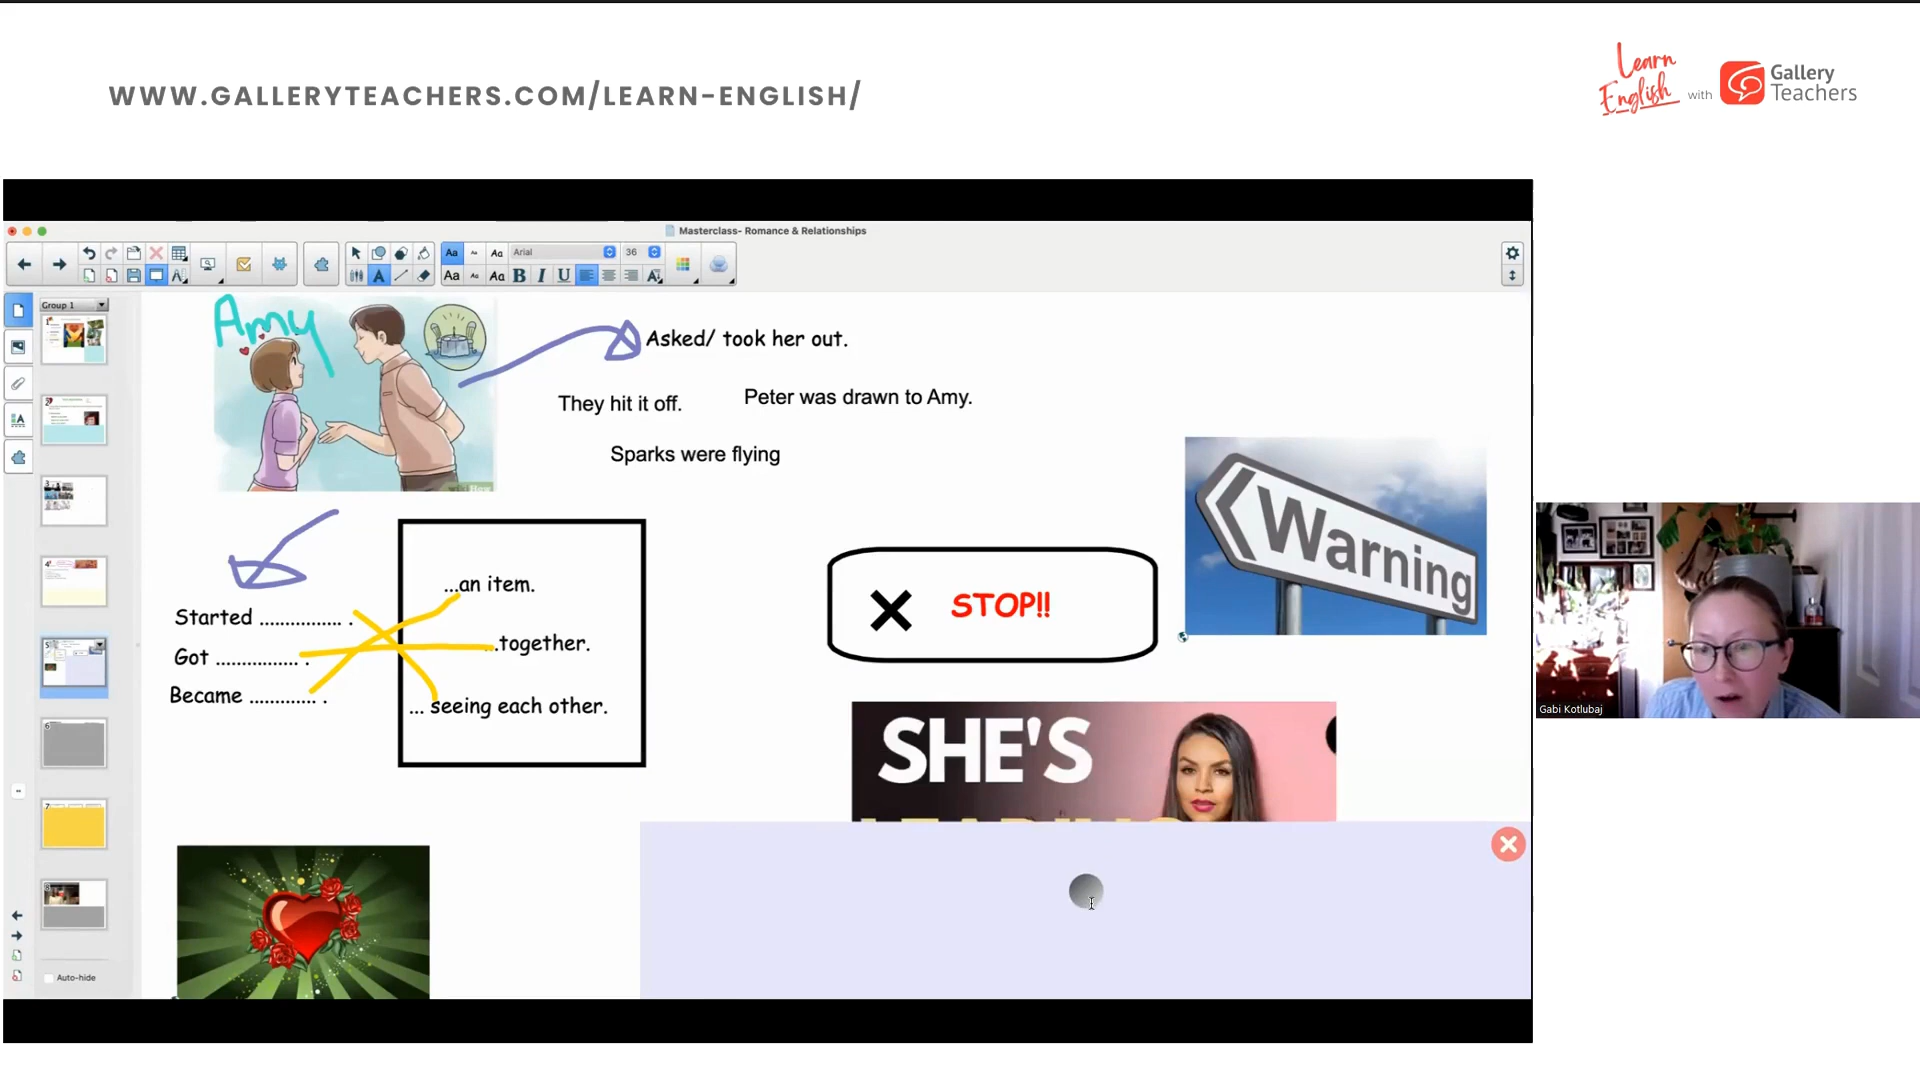 WWW.GALLERYTEACHERS.COM/LEARN-ENGLISH/
Learn
English with
Gallery
Teachers
Masterclass- Romance & Relationships
Arial
36
Group 1
Amy
Asked/ took her out.
They hit it off.
Peter was drawn to Amy.
Sparks were flying
Warning
...an item.
Started ................ .
...together.
Got ................ .
Became ............. .
... seeing each other.
STOP!!
SHE'S
Gabi Kotlubaj
Auto-hide